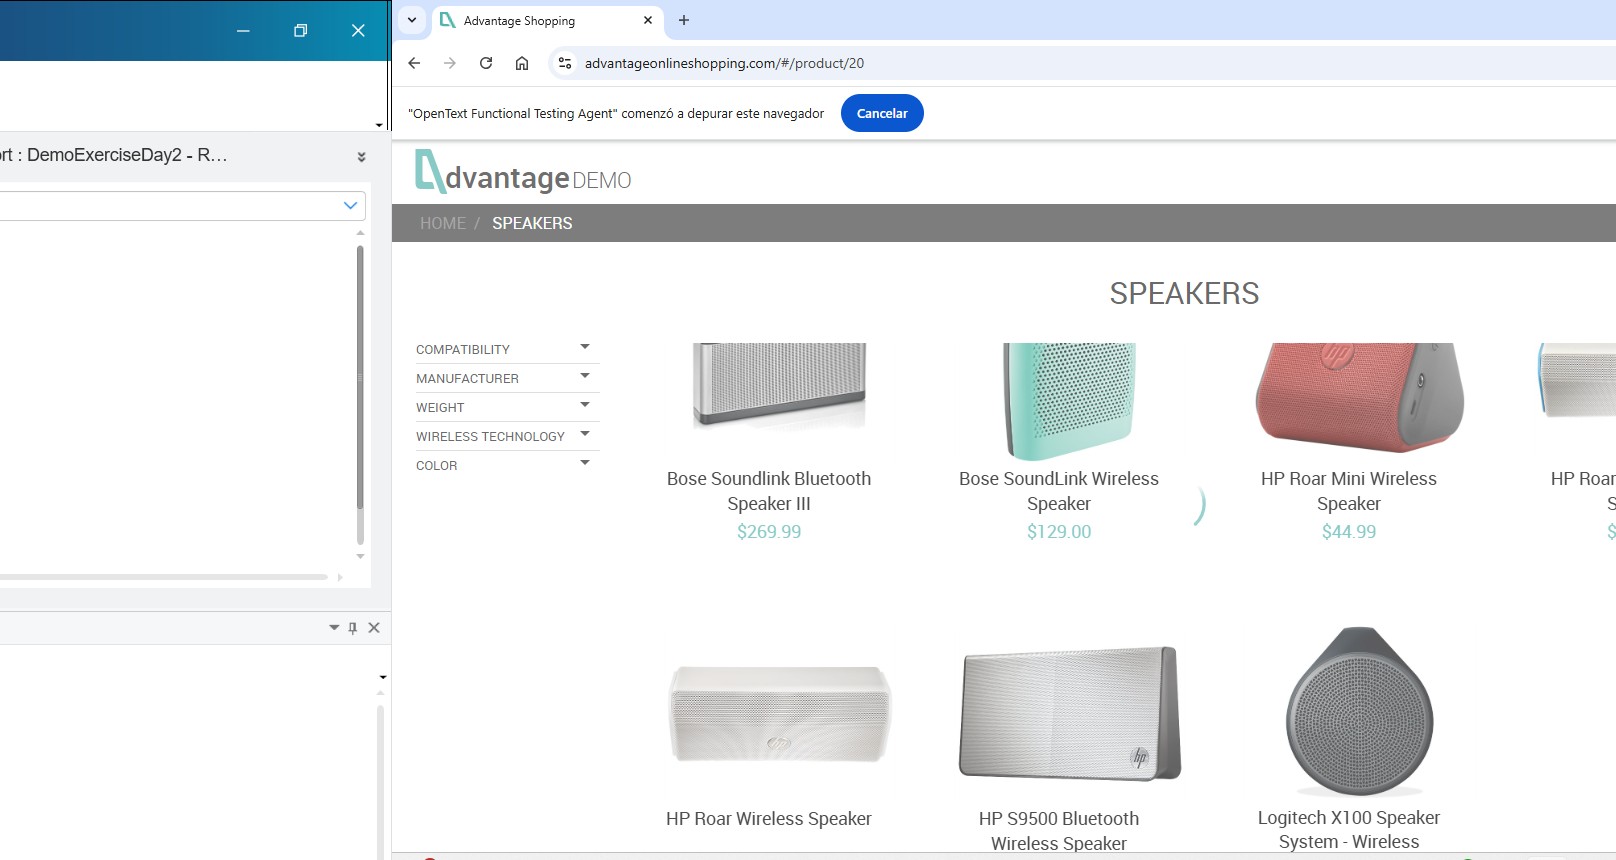 Advantage Shopping
advantageonlineshopping.com/#/product/20
"OpenText Functional Testing Agent" comenzó a depurar este navegador
Cancelar
rt : DemoExerciseDay2 - R...
dvantage DEMO
HOME / SPEAKERS
SPEAKERS
COMPATIBILITY
MANUFACTURER
WEIGHT
WIRELESS TECHNOLOGY
COLOR
Bose Soundlink Bluetooth
Speaker III
$269.99
Bose SoundLink Wireless
Speaker
$129.00
hp
HP Roar Mini Wireless
Speaker
$44.99
HP Roar
S
$
hp
HP Roar Wireless Speaker
hp
HP S9500 Bluetooth
Wireless Speaker
Logitech X100 Speaker
System - Wireless